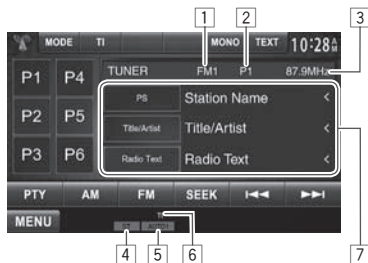 1 2 3
MODE TI MONO TEXT 10:28
P1 P4 TUNER FM1 P1 87.9MHz
PS Station Name <
P2 P5 Title/Artist Title/Artist <
P3 P6 Radio Text Radio Text <
PTY AM FM SEEK
MENU
ST AUTO1
4 5 6 7